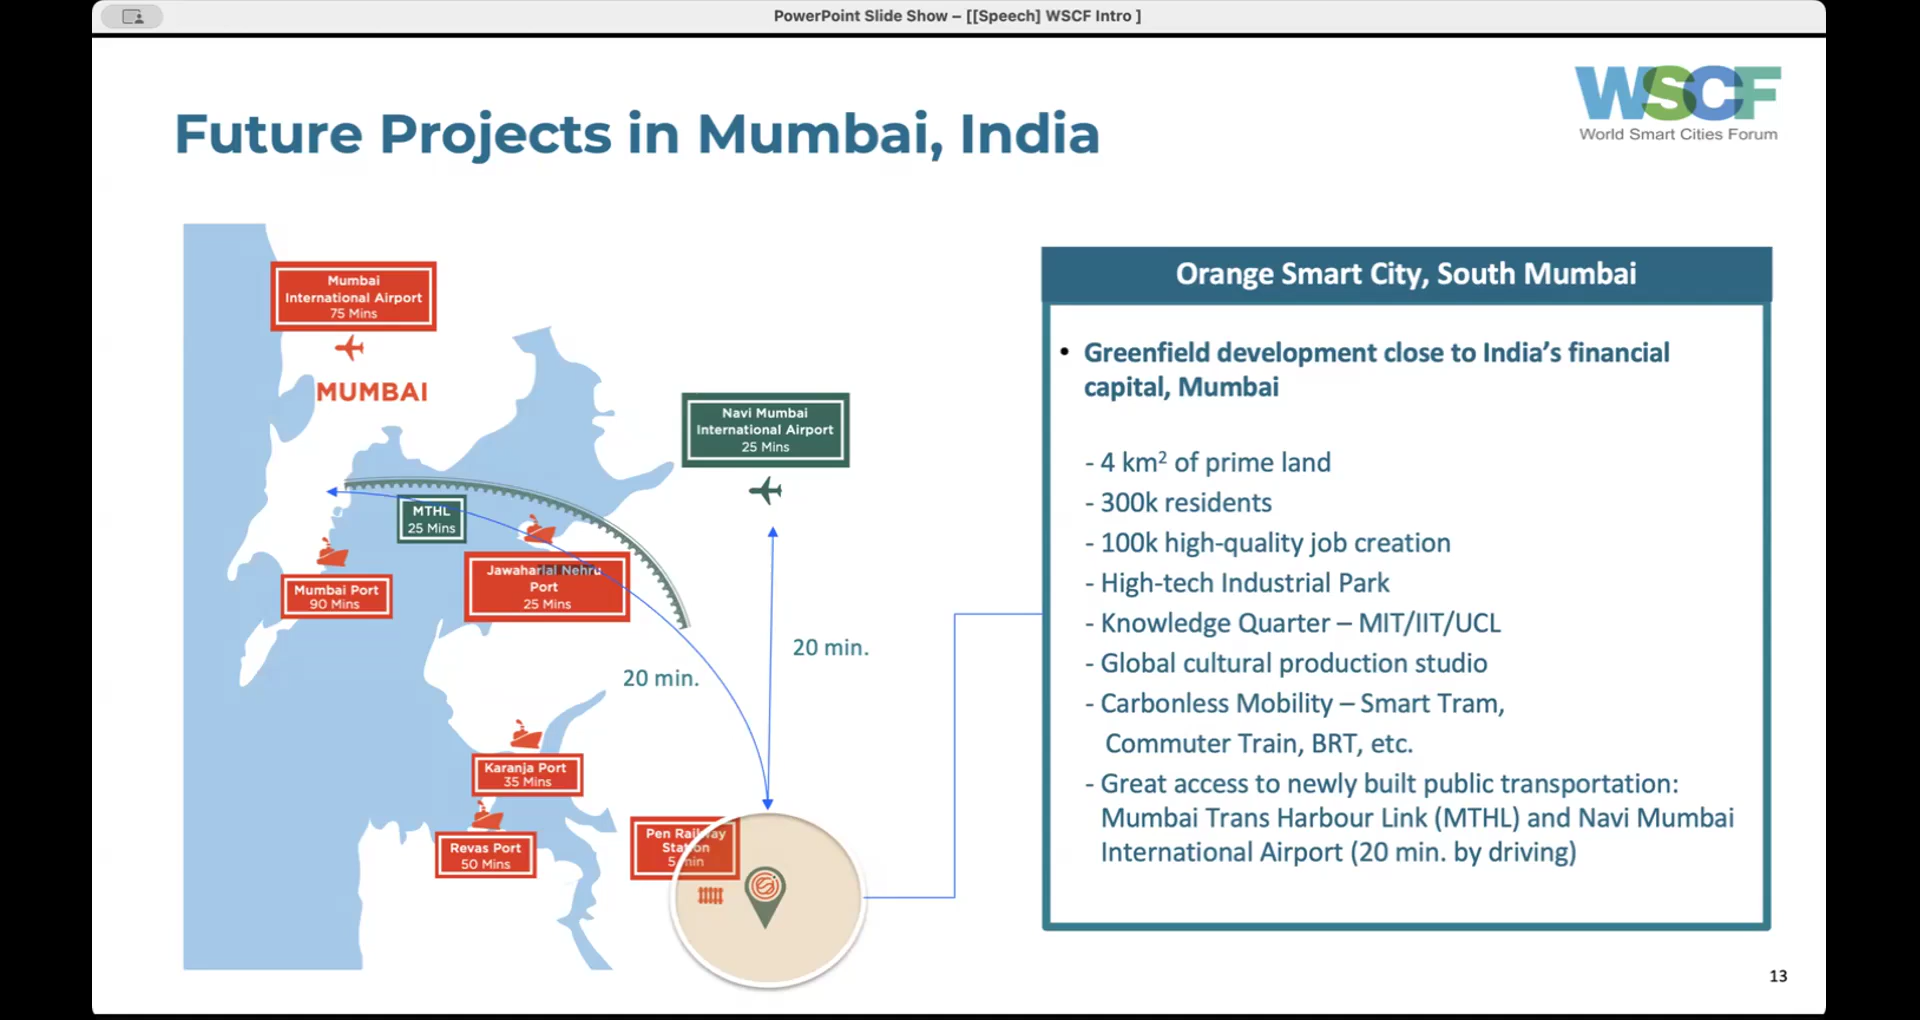 PowerPoint Slide Show – [[Speech] WSCF Intro ]
WSCF
World Smart Cities Forum
Future Projects in Mumbai, India
Mumbai
International Airport
75 Mins
MUMBAI
Navi Mumbai
International Airport
25 Mins
MTHL
25 Mins
Jawaharlal Nehru
Port
25 Mins
Mumbai Port
90 Mins
20 min.
20 min.
Karanja Port
35 Mins
Revas Port
50 Mins
Pen Railway
Station
5 min
Orange Smart City, South Mumbai
• Greenfield development close to India’s financial
capital, Mumbai
- 4 km² of prime land
- 300k residents
- 100k high-quality job creation
- High-tech Industrial Park
- Knowledge Quarter – MIT/IIT/UCL
- Global cultural production studio
- Carbonless Mobility – Smart Tram,
Commuter Train, BRT, etc.
- Great access to newly built public transportation:
Mumbai Trans Harbour Link (MTHL) and Navi Mumbai
International Airport (20 min. by driving)
13